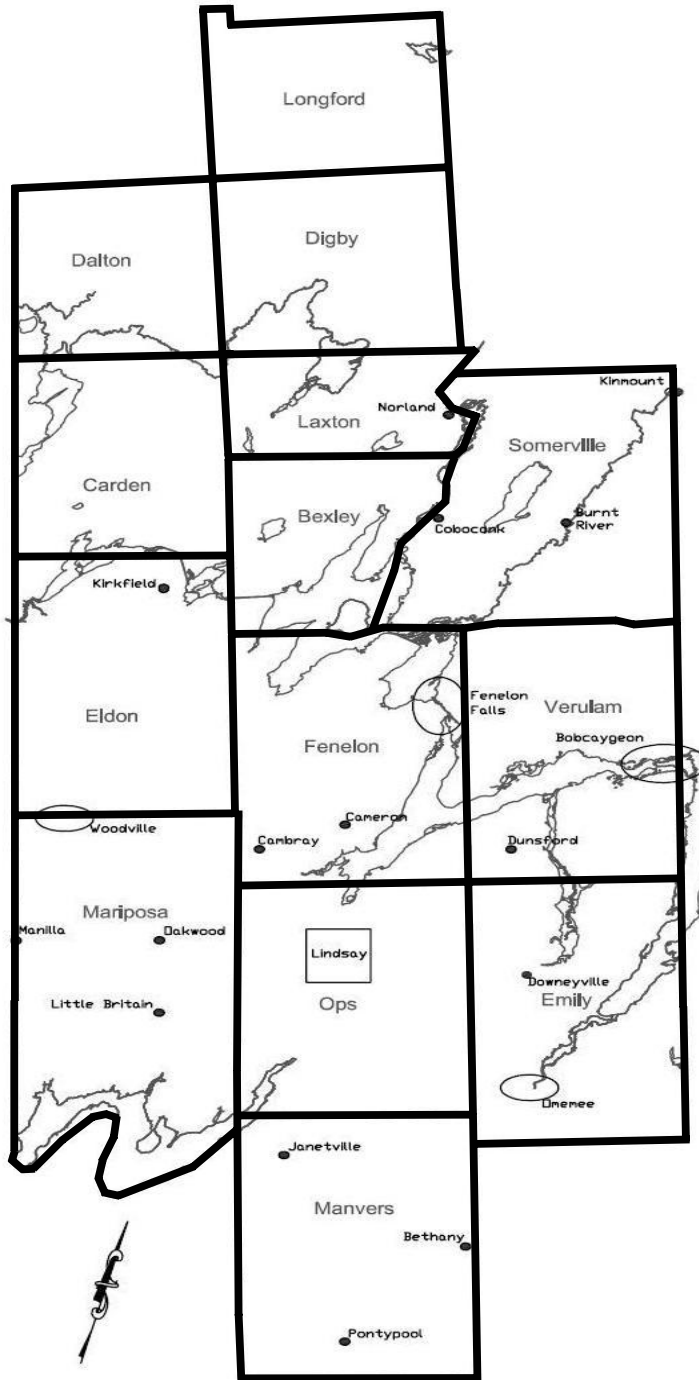 Longford
Digby
Dalton
Kinmount
Norland
Laxton
Somerville
Carden
Bexley
Coboconk
Burnt
River
Kirkfield
Fenelon
Falls
Verulam
Eldon
Bobcaygeon
Fenelon
Woodville
Cameron
Cambray
Dunsford
Mariposa
Manilla
Oakwood
Lindsay
Downeyville
Little Britain
Ops
Emily
Omemee
Janetville
Manvers
Bethany
Pontypool